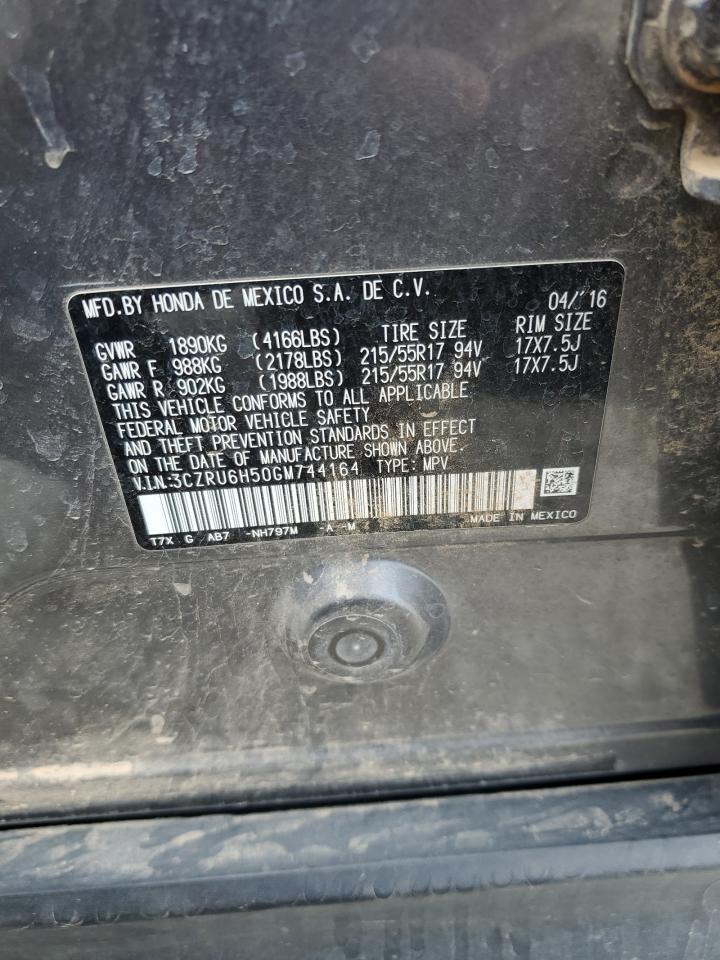 MFD.BY HONDA DE MEXICO S.A. DE C.V. 04/'16
GVWR 1890KG (4166LBS) TIRE SIZE RIM SIZE
GAWR F 988KG (2178LBS) 215/55R17 94V 17X7.5J
GAWR R 902KG (1988LBS) 215/55R17 94V 17X7.5J
THIS VEHICLE CONFORMS TO ALL APPLICABLE
FEDERAL MOTOR VEHICLE SAFETY
AND THEFT PREVENTION STANDARDS IN EFFECT
ON THE DATE OF MANUFACTURE SHOWN ABOVE.
V.I.N:3CZRU6H50GM744164 TYPE: MPV
T7X G AB7 -NH797M -A -M MADE IN MEXICO